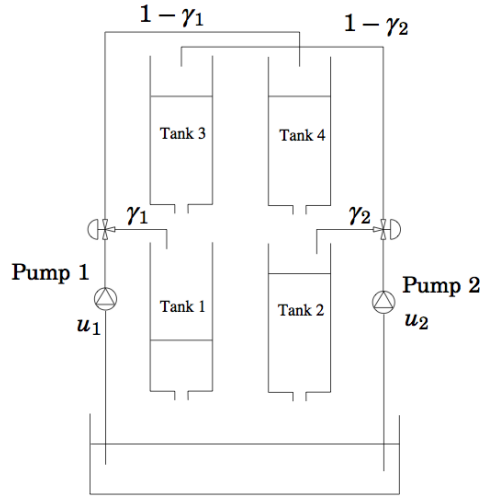 1 − γ₁
1 − γ₂
Tank 3
Tank 4
γ₁
γ₂
Pump 1
Pump 2
Tank 1
Tank 2
u₁
u₂